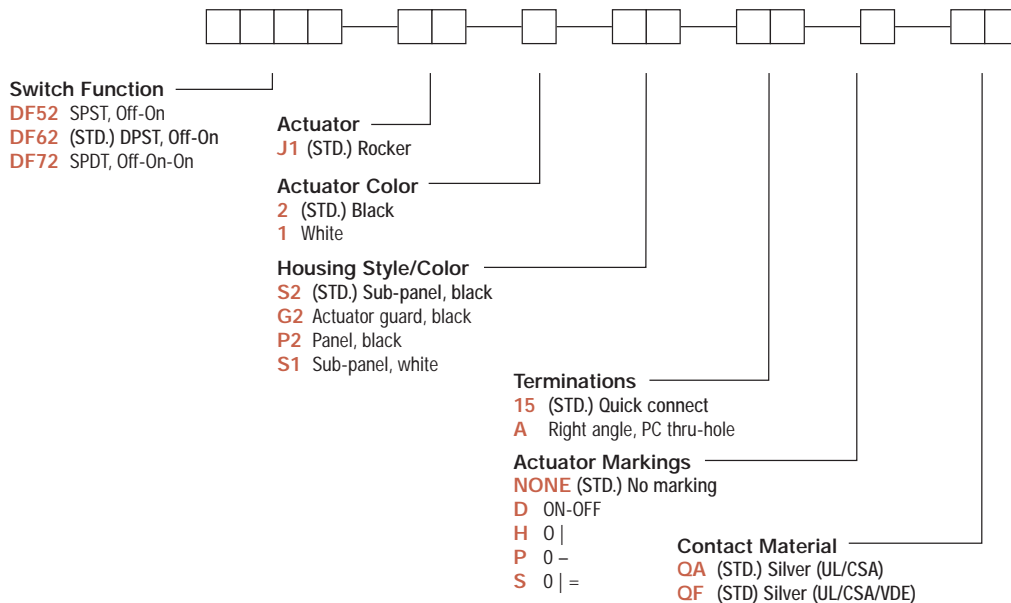 Switch Function
DF52 SPST, Off-On
DF62 (STD.) DPST, Off-On
DF72 SPDT, Off-On-On
Actuator
J1 (STD.) Rocker
Actuator Color
2 (STD.) Black
1 White
Housing Style/Color
S2 (STD.) Sub-panel, black
G2 Actuator guard, black
P2 Panel, black
S1 Sub-panel, white
Terminations
15 (STD.) Quick connect
A Right angle, PC thru-hole
Actuator Markings
NONE (STD.) No marking
D ON-OFF
H O |
P O –
S O | =
Contact Material
QA (STD.) Silver (UL/CSA)
QF (STD) Silver (UL/CSA/VDE)